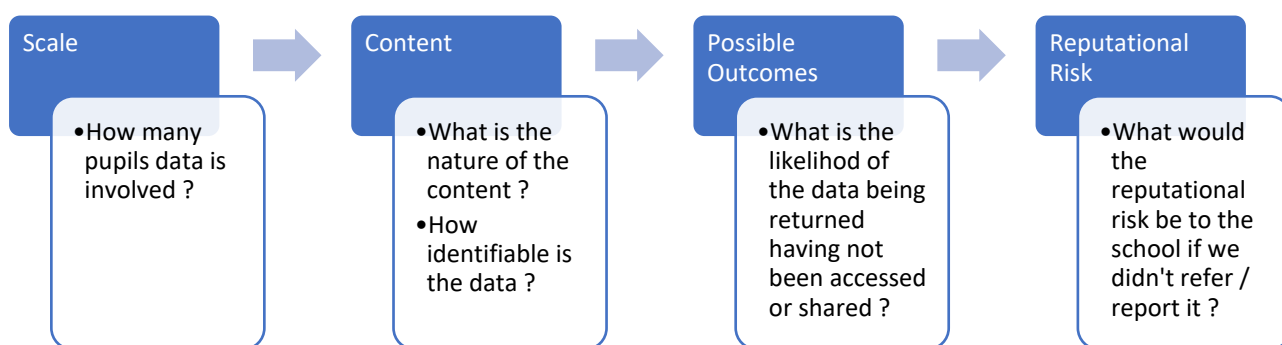 Scale
•How many
pupils data is
involved ?
Content
•What is the
nature of the
content ?
•How
identifiable is
the data ?
Possible
Outcomes
•What is the
likelihod of
the data being
returned
having not
been accessed
or shared ?
Reputational
Risk
•What would
the
reputational
risk be to the
school if we
didn't refer /
report it ?